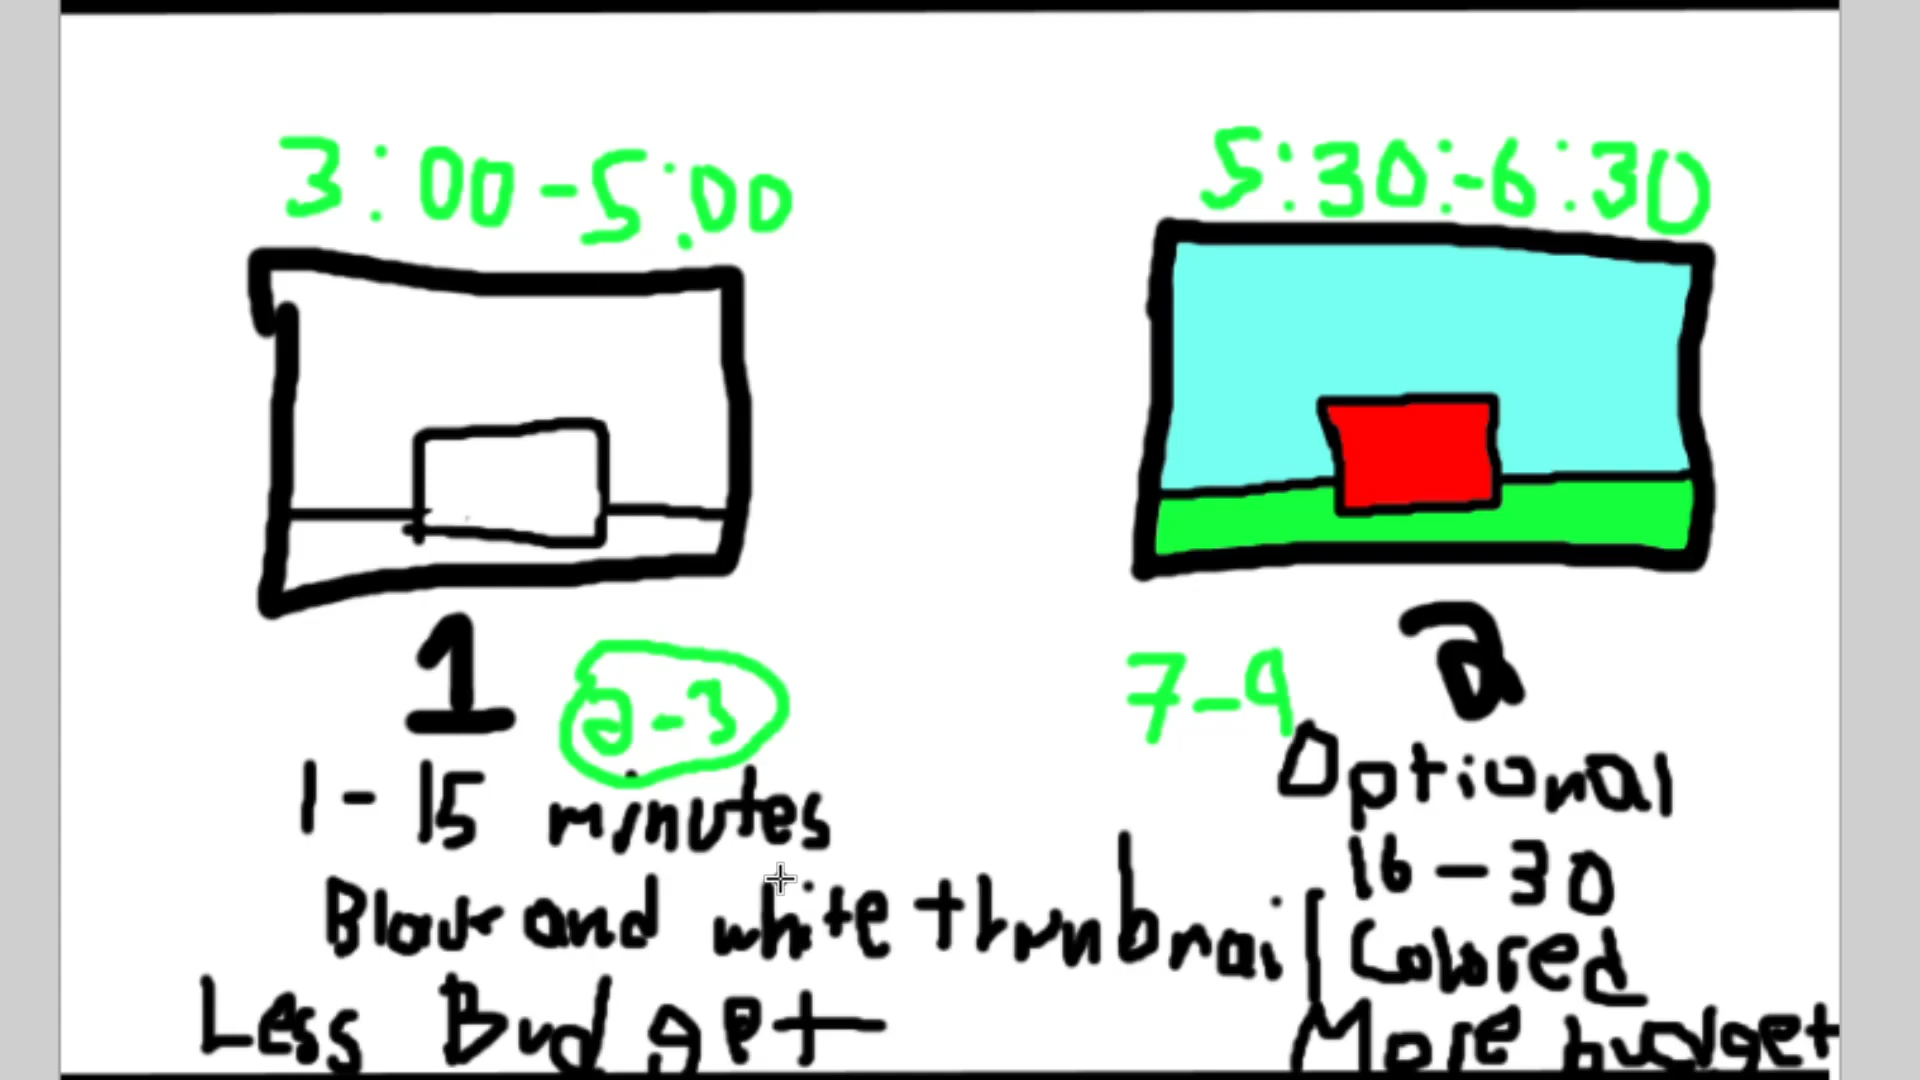 3:00-5:00
1
2-3
1-15 minutes
Black and white thumbnail
Less Budget
5:30:-6:30
2
7-9
Optional
16-30
Colored
More budget